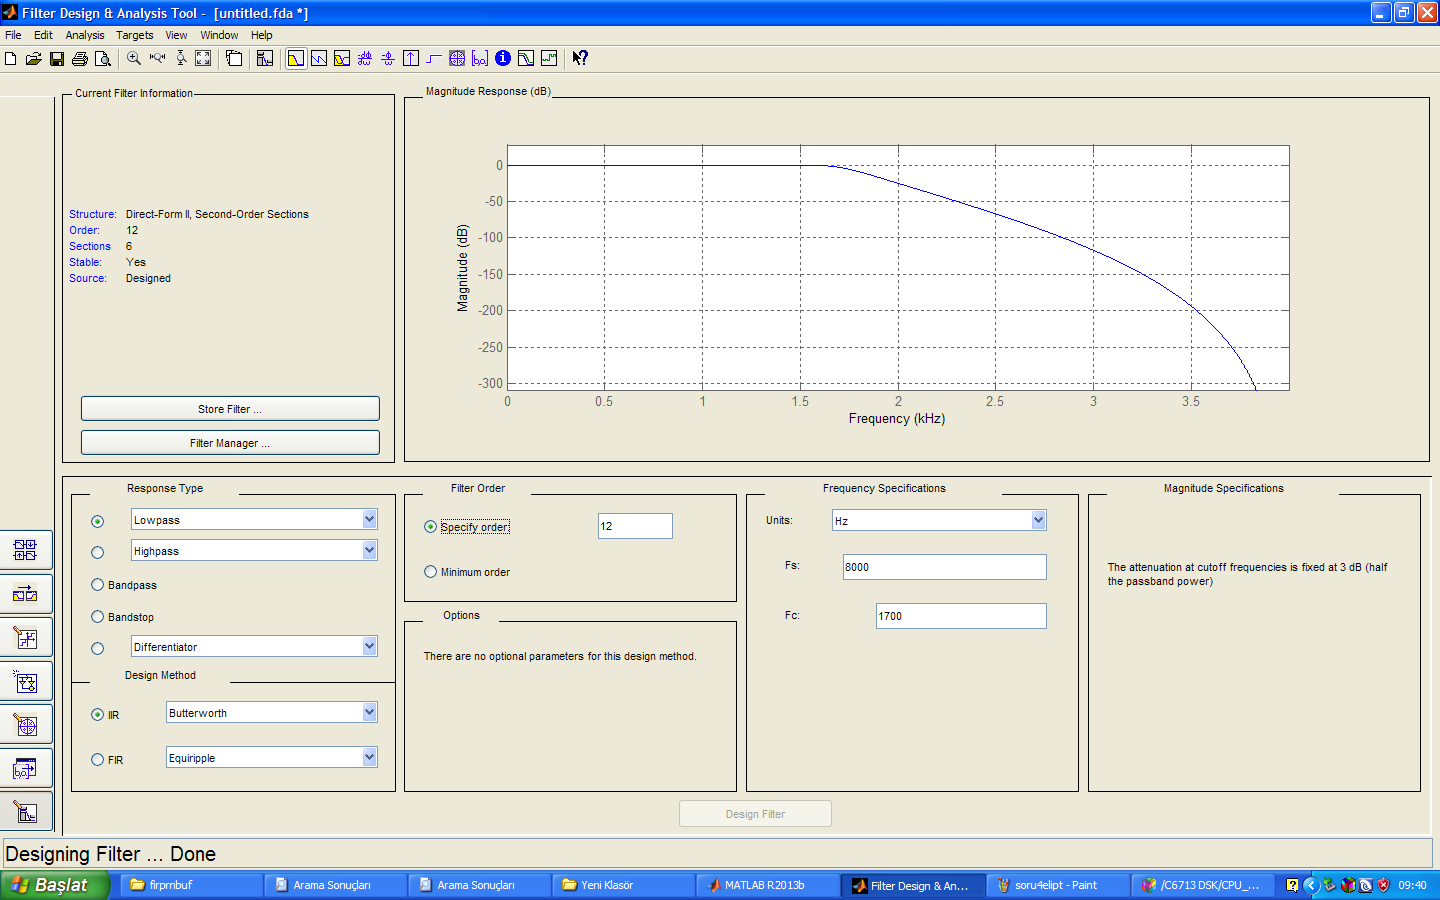 Filter Design & Analysis Tool - [untitled.fda *]
File Edit Analysis Targets View Window Help
Current Filter Information
Structure: Direct-Form II, Second-Order Sections
Order: 12
Sections 6
Stable: Yes
Source: Designed
Store Filter ...
Filter Manager ...
Magnitude Response (dB)
0
-50
-100
-150
-200
-250
-300
Magnitude (dB)
0 0.5 1 1.5 2 2.5 3 3.5
Frequency (kHz)
Response Type
Lowpass
Highpass
Bandpass
Bandstop
Differentiator
Design Method
IIR Butterworth
FIR Equiripple
Filter Order
Specify order: 12
Minimum order
Options
There are no optional parameters for this design method.
Frequency Specifications
Units: Hz
Fs: 8000
Fc: 1700
Magnitude Specifications
The attenuation at cutoff frequencies is fixed at 3 dB (half
the passband power)
Design Filter
Designing Filter ... Done
Başlat firprnbuf Arama Sonuçları Arama Sonuçları Yeni Klasör MATLAB R2013b Filter Design & An... soru4elipt - Paint /C6713 DSK/CPU_... 09:40